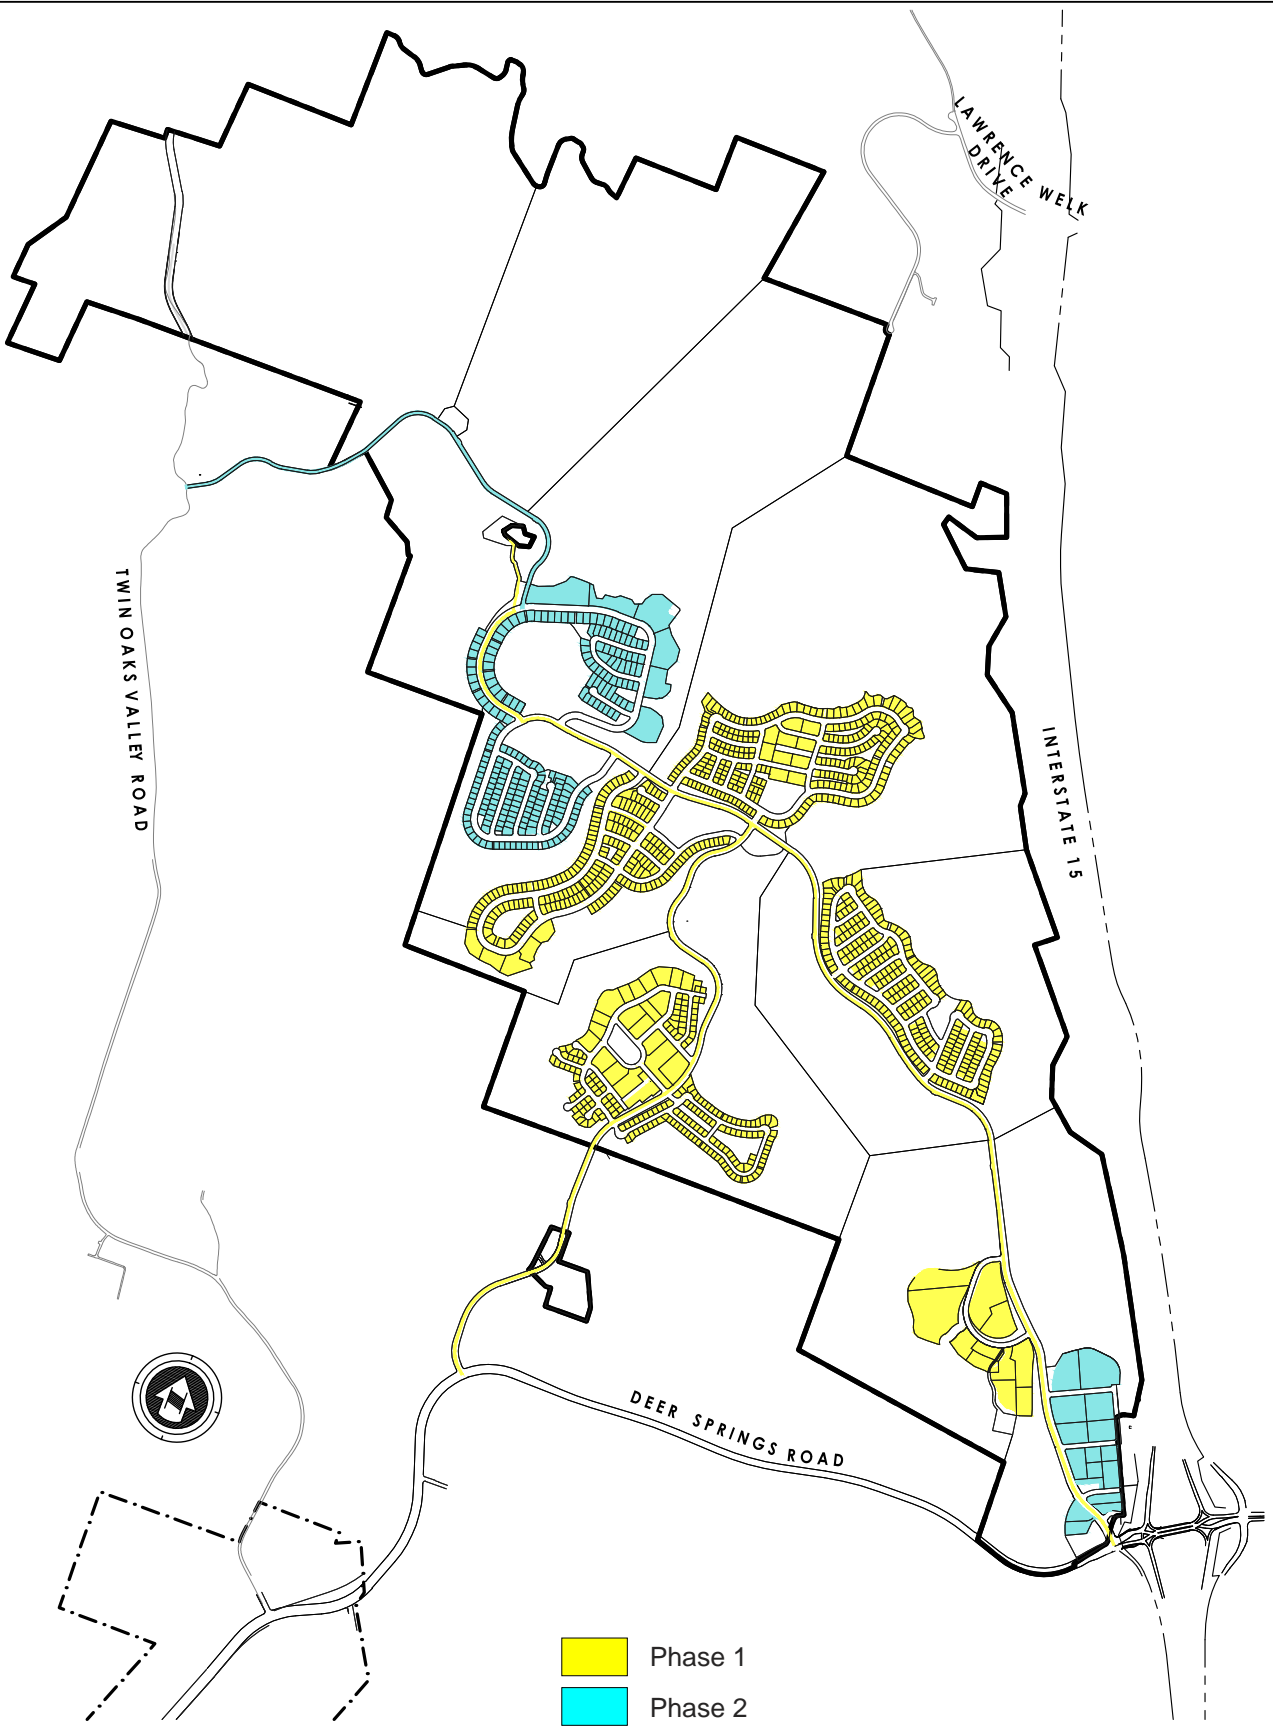 LAWRENCE WELK
DRIVE
TWIN OAKS VALLEY ROAD
INTERSTATE 15
DEER SPRINGS ROAD
Phase 1
Phase 2